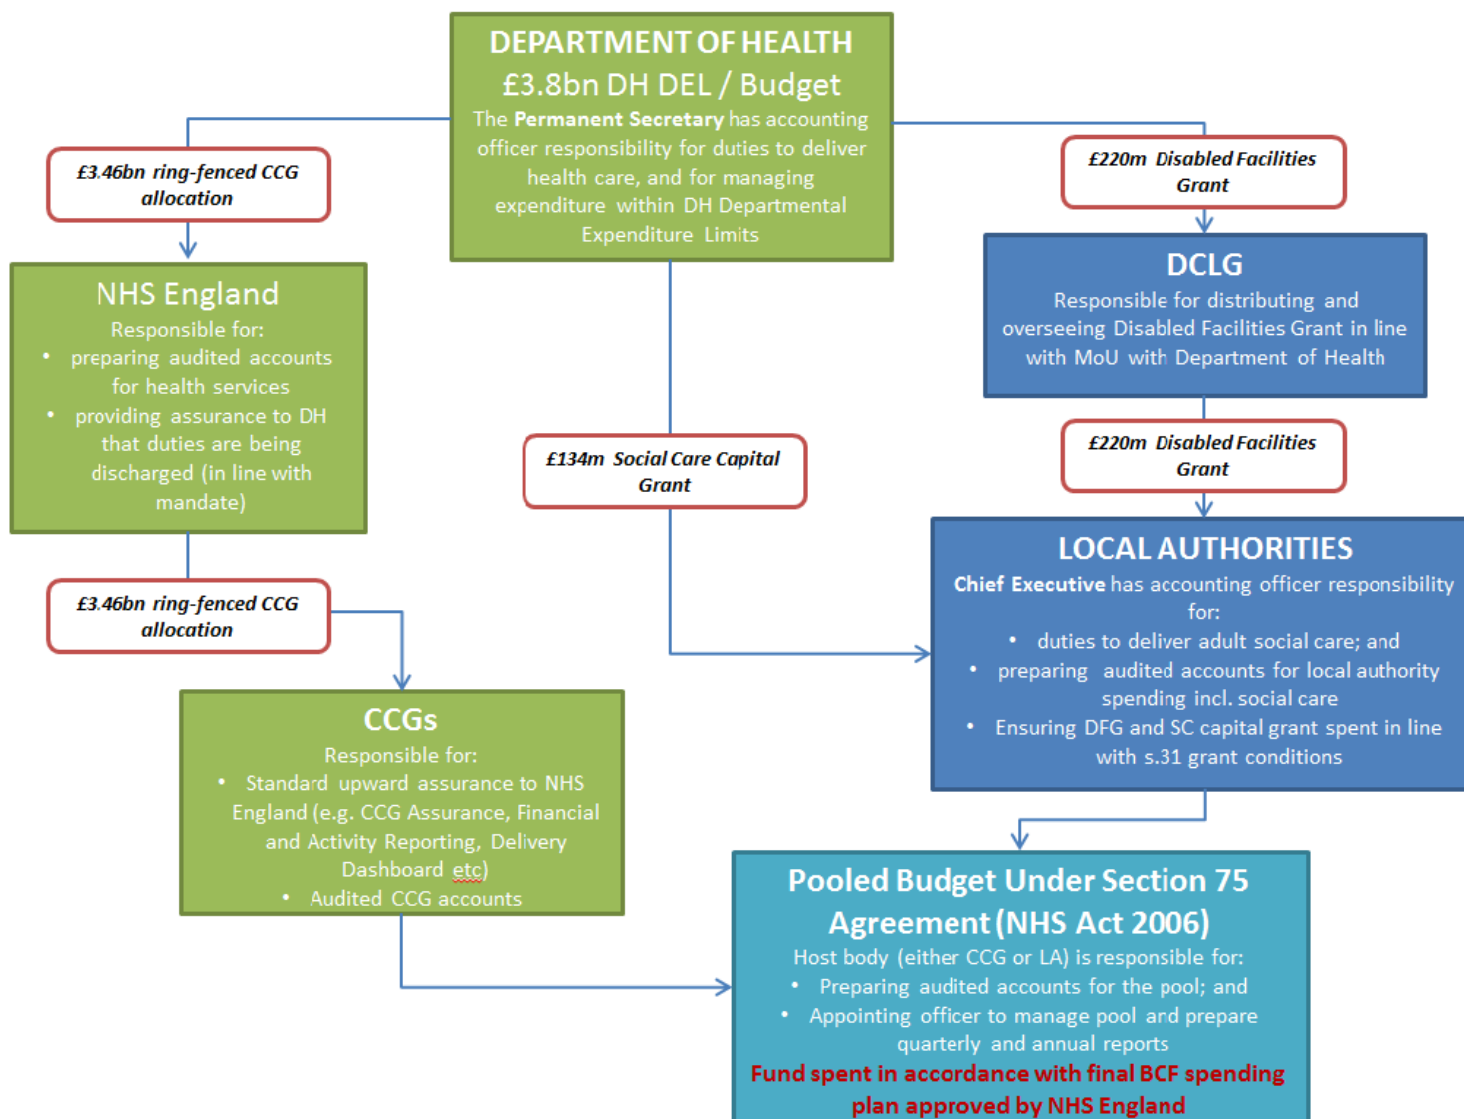 DEPARTMENT OF HEALTH
£3.8bn DH DEL / Budget
The Permanent Secretary has accounting
officer responsibility for duties to deliver
health care, and for managing
expenditure within DH Departmental
Expenditure Limits
£3.46bn ring-fenced CCG
allocation
£220m Disabled Facilities
Grant
NHS England
Responsible for:
• preparing audited accounts
for health services
• providing assurance to DH
that duties are being
discharged (in line with
mandate)
DCLG
Responsible for distributing and
overseeing Disabled Facilities Grant in line
with MoU with Department of Health
£134m Social Care Capital
Grant
£220m Disabled Facilities
Grant
£3.46bn ring-fenced CCG
allocation
LOCAL AUTHORITIES
Chief Executive has accounting officer responsibility
for:
• duties to deliver adult social care; and
• preparing audited accounts for local authority
spending incl. social care
• Ensuring DFG and SC capital grant spent in line
with s.31 grant conditions
CCGs
Responsible for:
• Standard upward assurance to NHS
England (e.g. CCG Assurance, Financial
and Activity Reporting, Delivery
Dashboard etc)
• Audited CCG accounts
Pooled Budget Under Section 75
Agreement (NHS Act 2006)
Host body (either CCG or LA) is responsible for:
• Preparing audited accounts for the pool; and
• Appointing officer to manage pool and prepare
quarterly and annual reports
Fund spent in accordance with final BCF spending
plan approved by NHS England